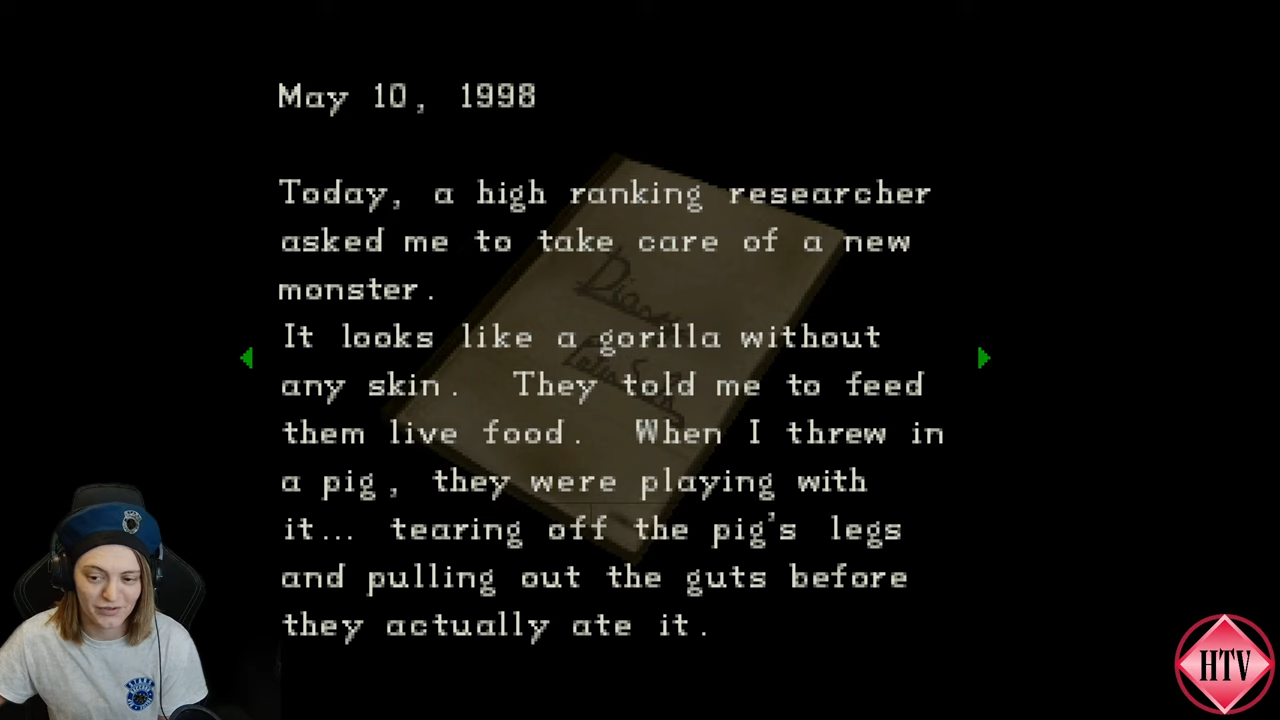 May 10, 1998
Today, a high ranking researcher
asked me to take care of a new
monster.
It looks like a gorilla without
any skin. They told me to feed
them live food. When I threw in
a pig, they were playing with
it... tearing off the pig's legs
and pulling out the guts before
they actually ate it.
HTV